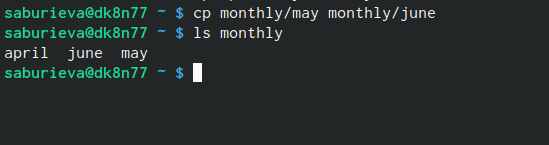 saburieva@dk8n77 ~ $ cp monthly/may monthly/june
saburieva@dk8n77 ~ $ ls monthly
april  june  may
saburieva@dk8n77 ~ $